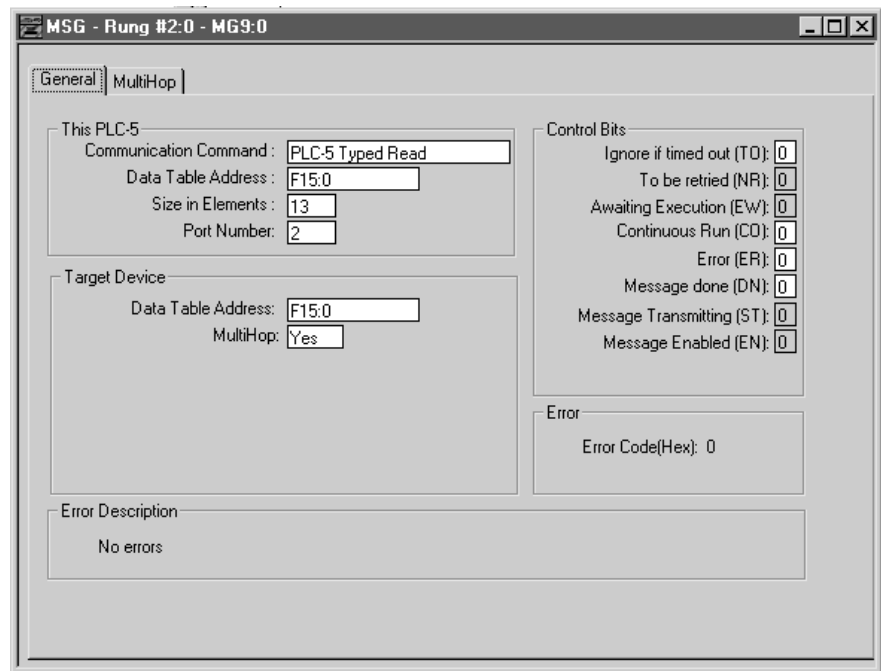 MSG - Rung #2:0 - MG9:0
General MultiHop
This PLC-5
Communication Command : PLC-5 Typed Read
Data Table Address : F15:0
Size in Elements : 13
Port Number: 2
Target Device
Data Table Address: F15:0
MultiHop: Yes
Control Bits
Ignore if timed out (TO): 0
To be retried (NR): 0
Awaiting Execution (EW): 0
Continuous Run (CO): 0
Error (ER): 0
Message done (DN): 0
Message Transmitting (ST): 0
Message Enabled (EN): 0
Error
Error Code(Hex): 0
Error Description
No errors